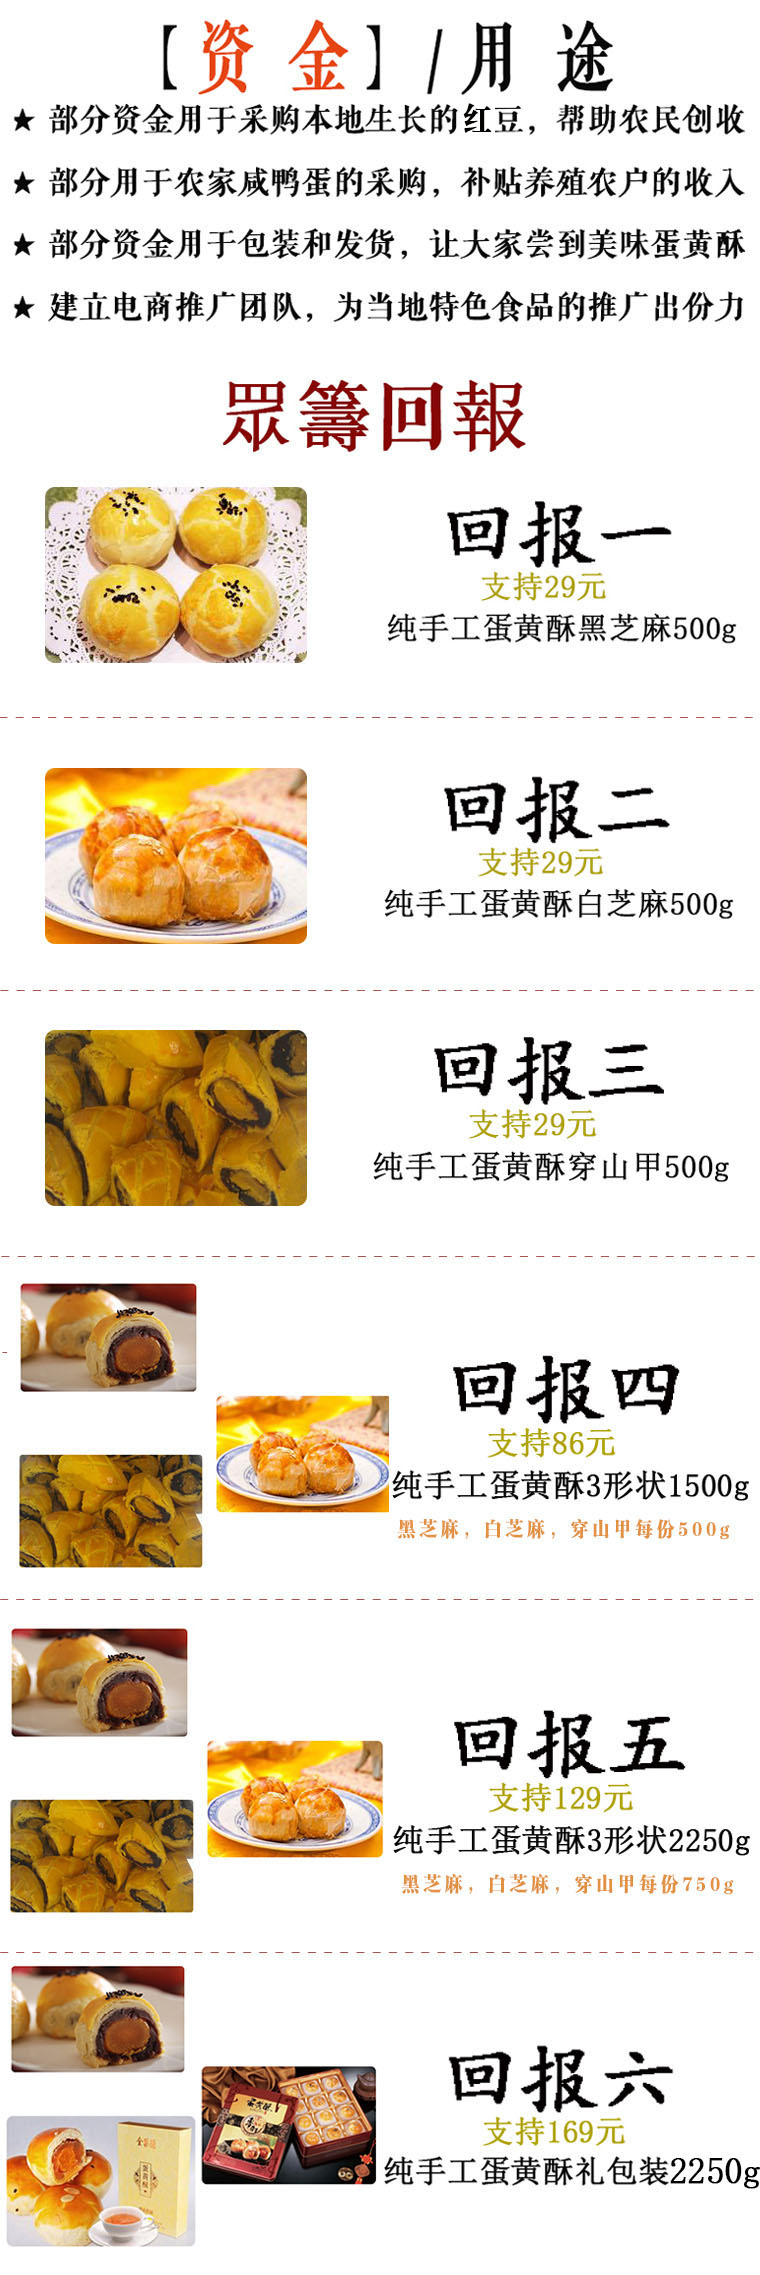 【资 金】/用 途
★ 部分资金用于采购本地生长的红豆，帮助农民创收
★ 部分用于农家咸鸭蛋的采购，补贴养殖农户的收入
★ 部分资金用于包装和发货，让大家尝到美味蛋黄酥
★ 建立电商推广团队，为当地特色食品的推广出份力
眾籌回報
回报一
支持29元
纯手工蛋黄酥黑芝麻500g
回报二
支持29元
纯手工蛋黄酥白芝麻500g
回报三
支持29元
纯手工蛋黄酥穿山甲500g
回报四
支持86元
纯手工蛋黄酥3形状1500g
黑芝麻，白芝麻，穿山甲每份500g
回报五
支持129元
纯手工蛋黄酥3形状2250g
黑芝麻，白芝麻，穿山甲每份750g
回报六
支持169元
纯手工蛋黄酥礼包装2250g
蛋黄酥